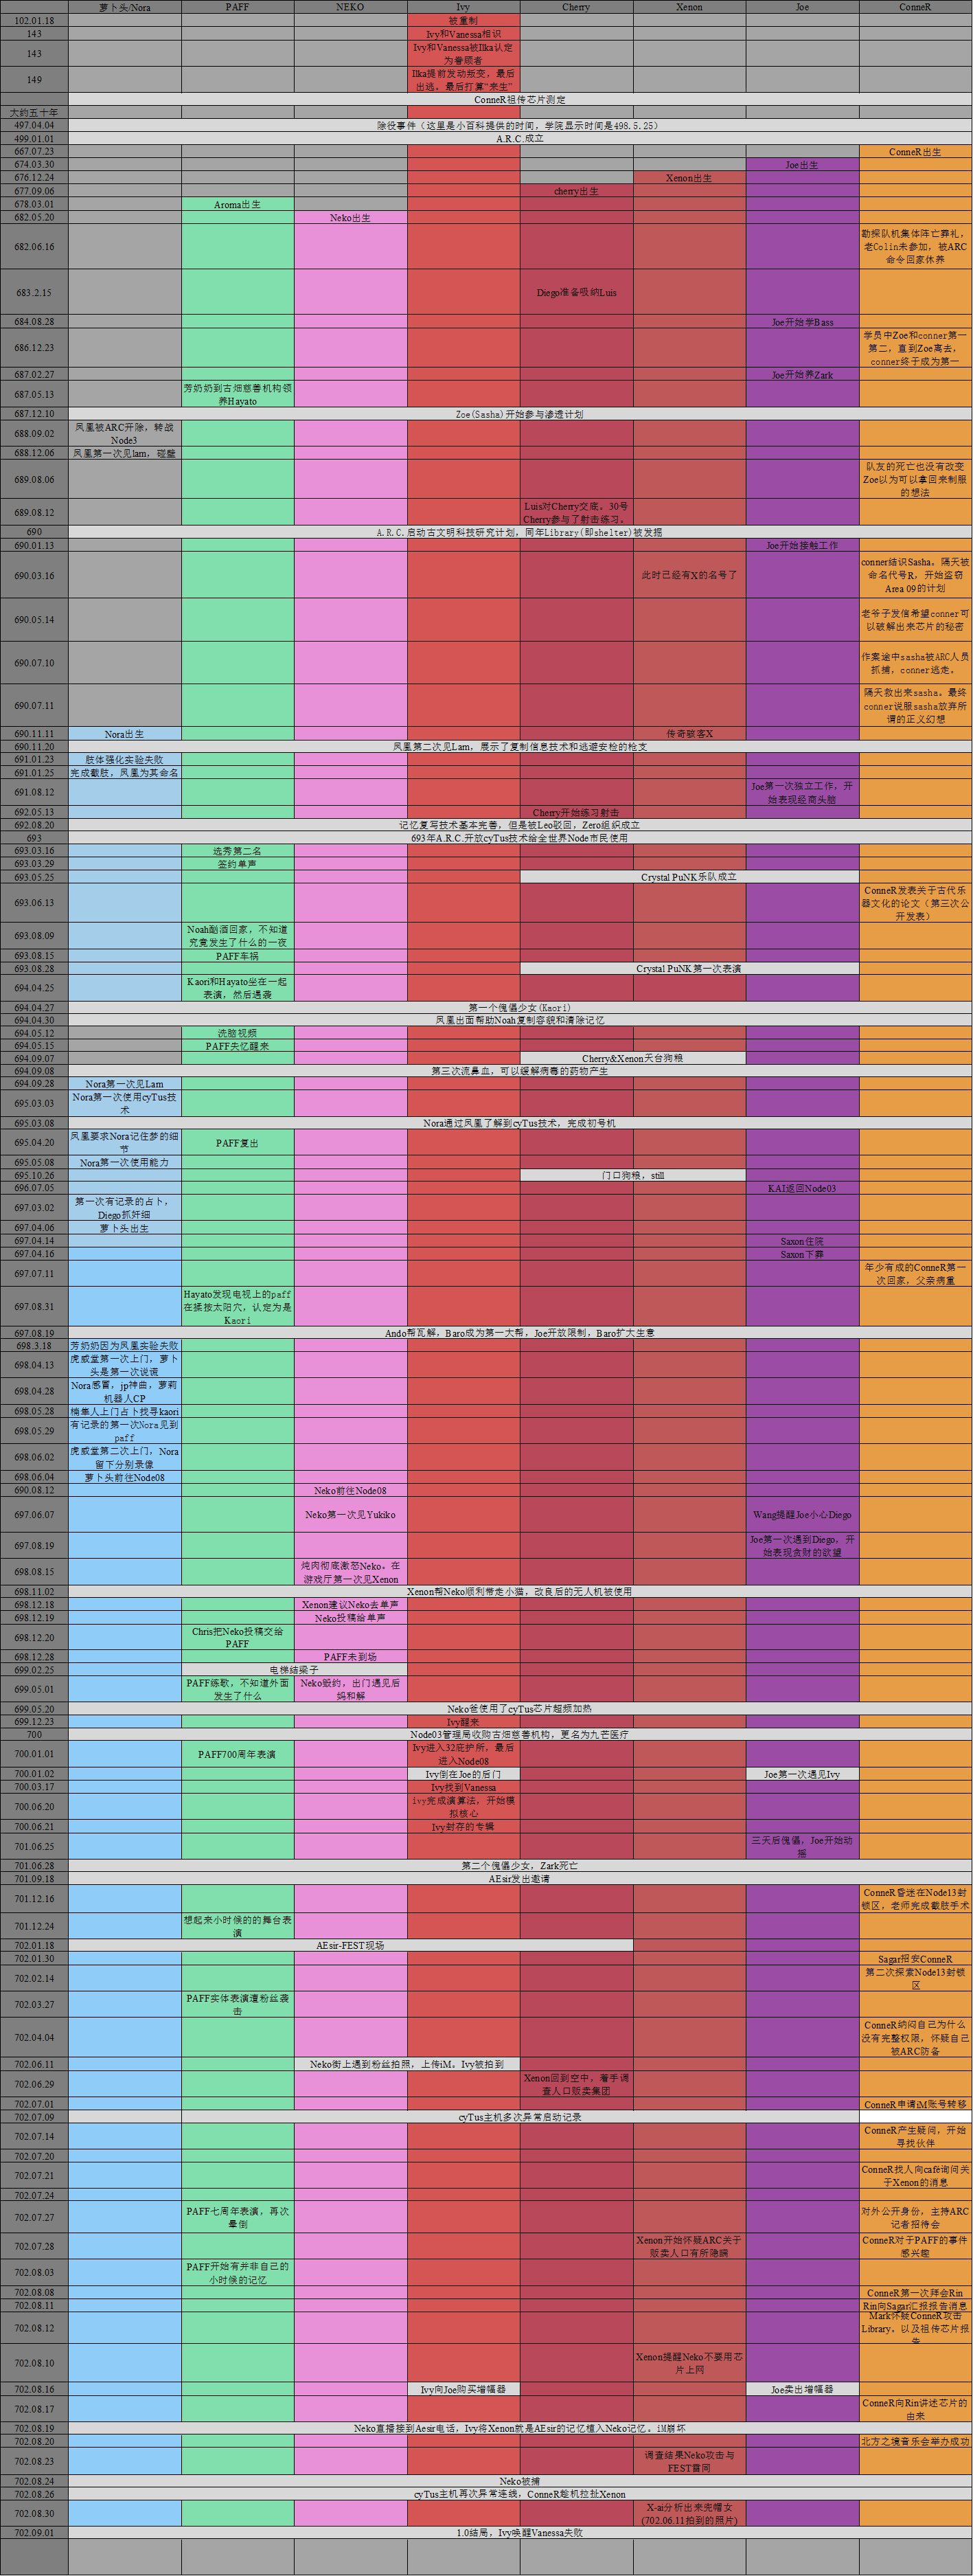 萝卜头/Nora PAFF NEKO Ivy Cherry Xenon Joe ConneR
102.01.18 被重制
143 Ivy和Vanessa相识
143 Ivy和Vanessa被Ilka认定
为眷顾者
149 Ilka提前发动叛变，最后
出逃。最后打算“来生”
ConneR祖传芯片测定
大约五十年
497.04.04 除役事件（这里是小百科提供的时间，学院显示时间是498.5.25）
499.01.01 A.R.C.成立
667.07.23 ConneR出生
674.03.30 Joe出生
676.12.24 Xenon出生
677.09.06 cherry出生
678.03.01 Aroma出生
682.05.20 Neko出生
682.06.16 勘探队机集体阵亡葬礼，
老Colin未参加，被ARC
命令回家休养
683.2.15 Diego准备吸纳Luis
684.08.28 Joe开始学Bass
686.12.23 学员中Zoe和conner第一
第二，直到Zoe离去，
conner终于成为第一
687.02.27 Joe开始养Zark
687.05.13 芳奶奶到古畑慈善机构领
养Hayato
687.12.10 Zoe(Sasha)开始参与渗透计划
688.09.02 凤凰被ARC开除，转战
Node3
688.12.06 凤凰第一次见lam，碰壁
689.08.06 队友的死亡也没有改变
Zoe以为可以拿回来制服
的想法
689.08.12 Luis对Cherry交底，30号
Cherry参与了射击练习。
690 A.R.C.启动古文明科技研究计划，同年Library(即shelter)被发掘
690.01.13 Joe开始接触工作
690.03.16 此时已经有X的名号了 conner结识Sasha，隔天被
命名代号R，开始盗窃
Area 09的计划
690.05.14 老爷子发信希望conner可
以破解出来芯片的秘密
690.07.10 作案途中sasha被ARC人员
抓捕，conner逃走。
690.07.11 隔天救出来sasha。最终
conner说服sasha放弃所
谓的正义幻想
690.11.11 Nora出生 传奇骇客X
690.11.20 凤凰第二次见Lam，展示了复制信息技术和逃避安检的枪支
691.01.23 肢体强化实验失败
691.01.25 完成截肢，凤凰为其命名
691.08.12 Joe第一次独立工作，开
始表现经商头脑
692.05.13 Cherry开始练习射击
692.08.20 记忆复写技术基本完善，但是被Leo驳回，Zero组织成立
693 693年A.R.C.开放cyTus技术给全世界Node市民使用
693.03.16 选秀第二名
693.03.29 签约单声
693.05.25 Crystal PuNK乐队成立
693.06.13 ConneR发表关于古代乐
器文化的论文（第三次公
开发表）
693.08.09 Noah酗酒回家，不知道
究竟发生了什么的一夜
693.08.15 PAFF车祸
693.08.28 Crystal PuNK第一次表演
694.04.25 Kaori和Hayato坐在一起
表演，然后遇袭
694.04.27 第一个傀儡少女(Kaori)
694.04.30 凤凰出面帮助Noah复制容貌和清除记忆
694.05.12 洗脑视频
694.05.15 PAFF失忆醒来
694.09.07 Cherry&Xenon天台狗粮
694.09.08 第三次流鼻血，可以缓解病毒的药物产生
694.09.28 Nora第一次见Lam
695.03.03 Nora第一次使用cyTus技
术
695.03.08 Nora通过凤凰了解到cyTus技术，完成初号机
695.04.20 凤凰要求Nora记住梦的细
节 PAFF复出
695.05.08 Nora第一次使用能力
695.10.26 门口狗粮，still
696.07.05 KAI返回Node03
697.03.02 第一次有记录的占卜，
Diego抓奸细
697.04.06 萝卜头出生
697.04.14 Saxon住院
697.04.16 Saxon下葬
697.07.11 年少有成的ConneR第一
次回家，父亲病重
697.08.31 Hayato发现电视上的paff
在揉按太阳穴，认定为是
Kaori
697.08.19 Ando帮瓦解，Baro成为第一大帮，Joe开放限制，Baro扩大生意
698.3.18 芳奶奶因为凤凰实验失败
698.04.13 虎威堂第一次上门，萝卜
头是第一次说谎
698.04.28 Nora感冒，jp神曲，萝莉
机器人CP
698.05.28 楠隼人上门占卜找寻kaori
698.05.29 有记录的第一次Nora见到
paff
698.06.02 虎威堂第二次上门，Nora
留下分别录像
698.06.04 萝卜头前往Node08
690.08.12 Neko前往Node08
697.06.07 Neko第一次见Yukiko Wang提醒Joe小心Diego
697.08.19 Joe第一次遇到Diego，开
始表现贪财的欲望
698.08.15 炖肉彻底激怒Neko，在
游戏厅第一次见Xenon
698.11.02 Xenon帮Neko顺利带走小猫，改良后的无人机被使用
698.12.18 Xenon建议Neko去单声
698.12.19 Neko投稿给单声
698.12.20 Chris把Neko投稿交给
PAFF
698.12.28 PAFF未到场
699.02.25 电梯结梁子
699.05.01 PAFF练歌，不知道外面
发生了什么 Neko毁约，出门遇见后
妈和解
699.05.20 Neko爸使用了cyTus芯片超频加热
699.12.23 Ivy醒来
700 Node03管理局收购古畑慈善机构，更名为九芒医疗
700.01.01 PAFF700周年表演 Ivy进入32庇护所，最后
进入Node08
700.01.02 Ivy倒在Joe的后门 Joe第一次遇见Ivy
700.03.17 Ivy找到Vanessa
700.06.20 ivy完成演算法，开始模
拟核心
700.06.21 Ivy封存的专辑
701.06.25 三天后傀儡，Joe开始动
摇
701.06.28 第二个傀儡少女，Zark死亡
701.09.18 AEsir发出邀请
701.12.16 ConneR昏迷在Node13封
锁区，老师完成截肢手术
701.12.24 想起来小时候的的舞台表
演
702.01.18 AEsir-FEST现场
702.01.30 Sagar招安ConneR
702.02.14 第二次探索Node13封锁
区
702.03.27 PAFF实体表演遭粉丝袭
击
702.04.04 ConneR纳闷自己为什么
没有完整权限，怀疑自己
被ARC防备
702.06.11 Neko街上遇到粉丝拍照，上传iM。Ivy被拍到
702.06.29 Xenon回到空中，着手调
查人口贩卖集团
702.07.01 ConneR申请iM账号转移
702.07.09 cyTus主机多次异常启动记录
702.07.14 ConneR产生疑问，开始
寻找伙伴
702.07.20
702.07.21 ConneR找人向café询问关
于Xenon的消息
702.07.24
702.07.27 PAFF七周年表演，再次
晕倒 对外公开身份，主持ARC
记者招待会
702.07.28 Xenon开始怀疑ARC关于
贩卖人口有所隐瞒 ConneR对于PAFF的事件
感兴趣
702.08.03 PAFF开始有并非自己的
小时候的记忆
702.08.08 ConneR第一次拜会Rin
702.08.11 Rin向Sagar汇报报告消息
702.08.12 Mark怀疑ConneR攻击
Library。以及祖传芯片报
告
702.08.10 Xenon提醒Neko不要用芯
片上网
702.08.16 Ivy向Joe购买增幅器 Joe卖出增幅器
702.08.17 ConneR向Rin讲述芯片的
由来
702.08.19 Neko直播接到Aesir电话，Ivy将Xenon就是AEsir的记忆植入Neko记忆。iM崩坏
702.08.20 北方之境音乐会举办成功
702.08.23 调查结果Neko攻击与
FEST雷同
702.08.24 Neko被捕
702.08.26 cyTus主机再次异常连线，ConneR趁机拉扯Xenon
702.08.30 X-ai分析出来兜帽女
(702.06.11拍到的照片)
702.09.01 1.0结局，Ivy唤醒Vanessa失败